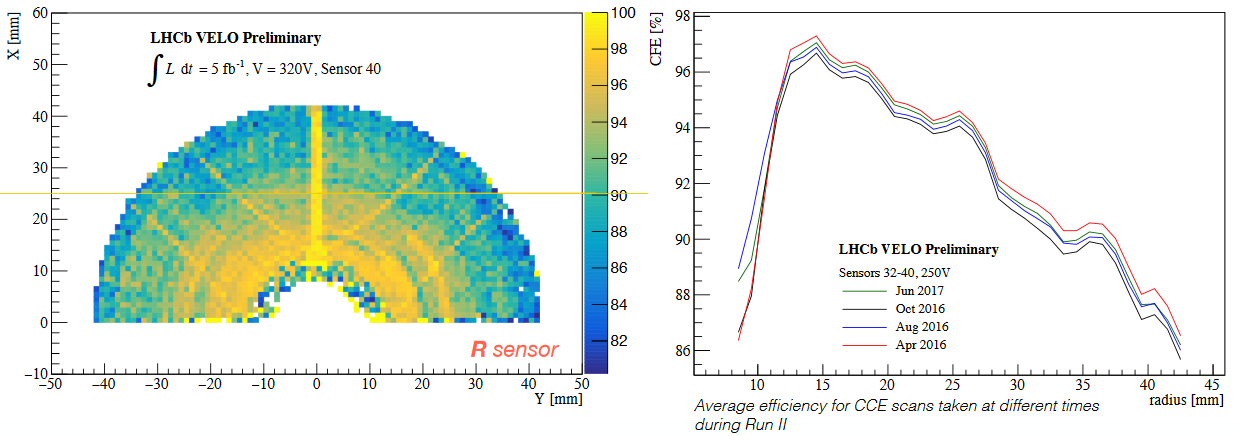 X [mm]
60
50
40
30
20
10
0
−10
LHCb VELO Preliminary
∫ L dt = 5 fb⁻¹, V = 320V, Sensor 40
R sensor
−50 −40 −30 −20 −10 0 10 20 30 40 50
Y [mm]
100
98
96
94
92
90
88
86
84
82
CFE [%]
98
96
94
92
90
88
86
LHCb VELO Preliminary
Sensors 32-40, 250V
Jun 2017
Oct 2016
Aug 2016
Apr 2016
10 15 20 25 30 35 40 45
radius [mm]
Average efficiency for CCE scans taken at different times
during Run II